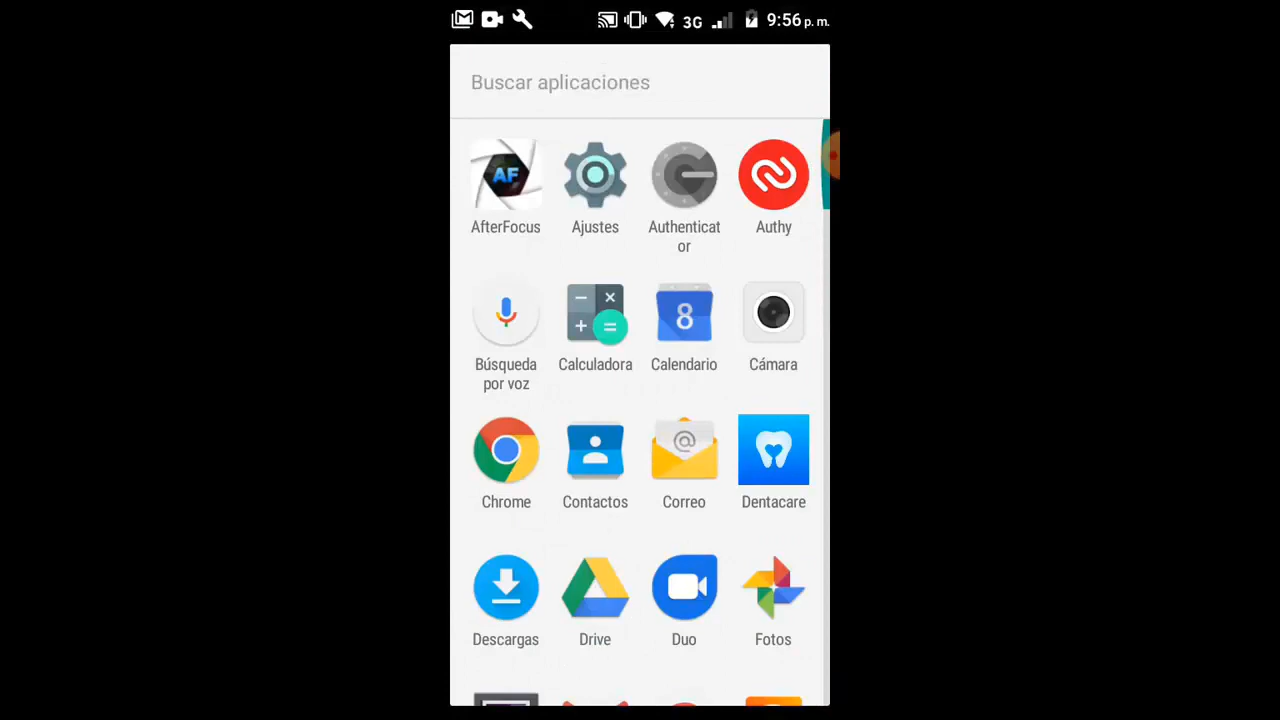 3G 9:56 p. m.
Buscar aplicaciones
AF
AfterFocus
Ajustes
Authenticat
or
Authy
8
Búsqueda
por voz
Calculadora
Calendario
Cámara
@
Chrome
Contactos
Correo
Dentacare
Descargas
Drive
Duo
Fotos